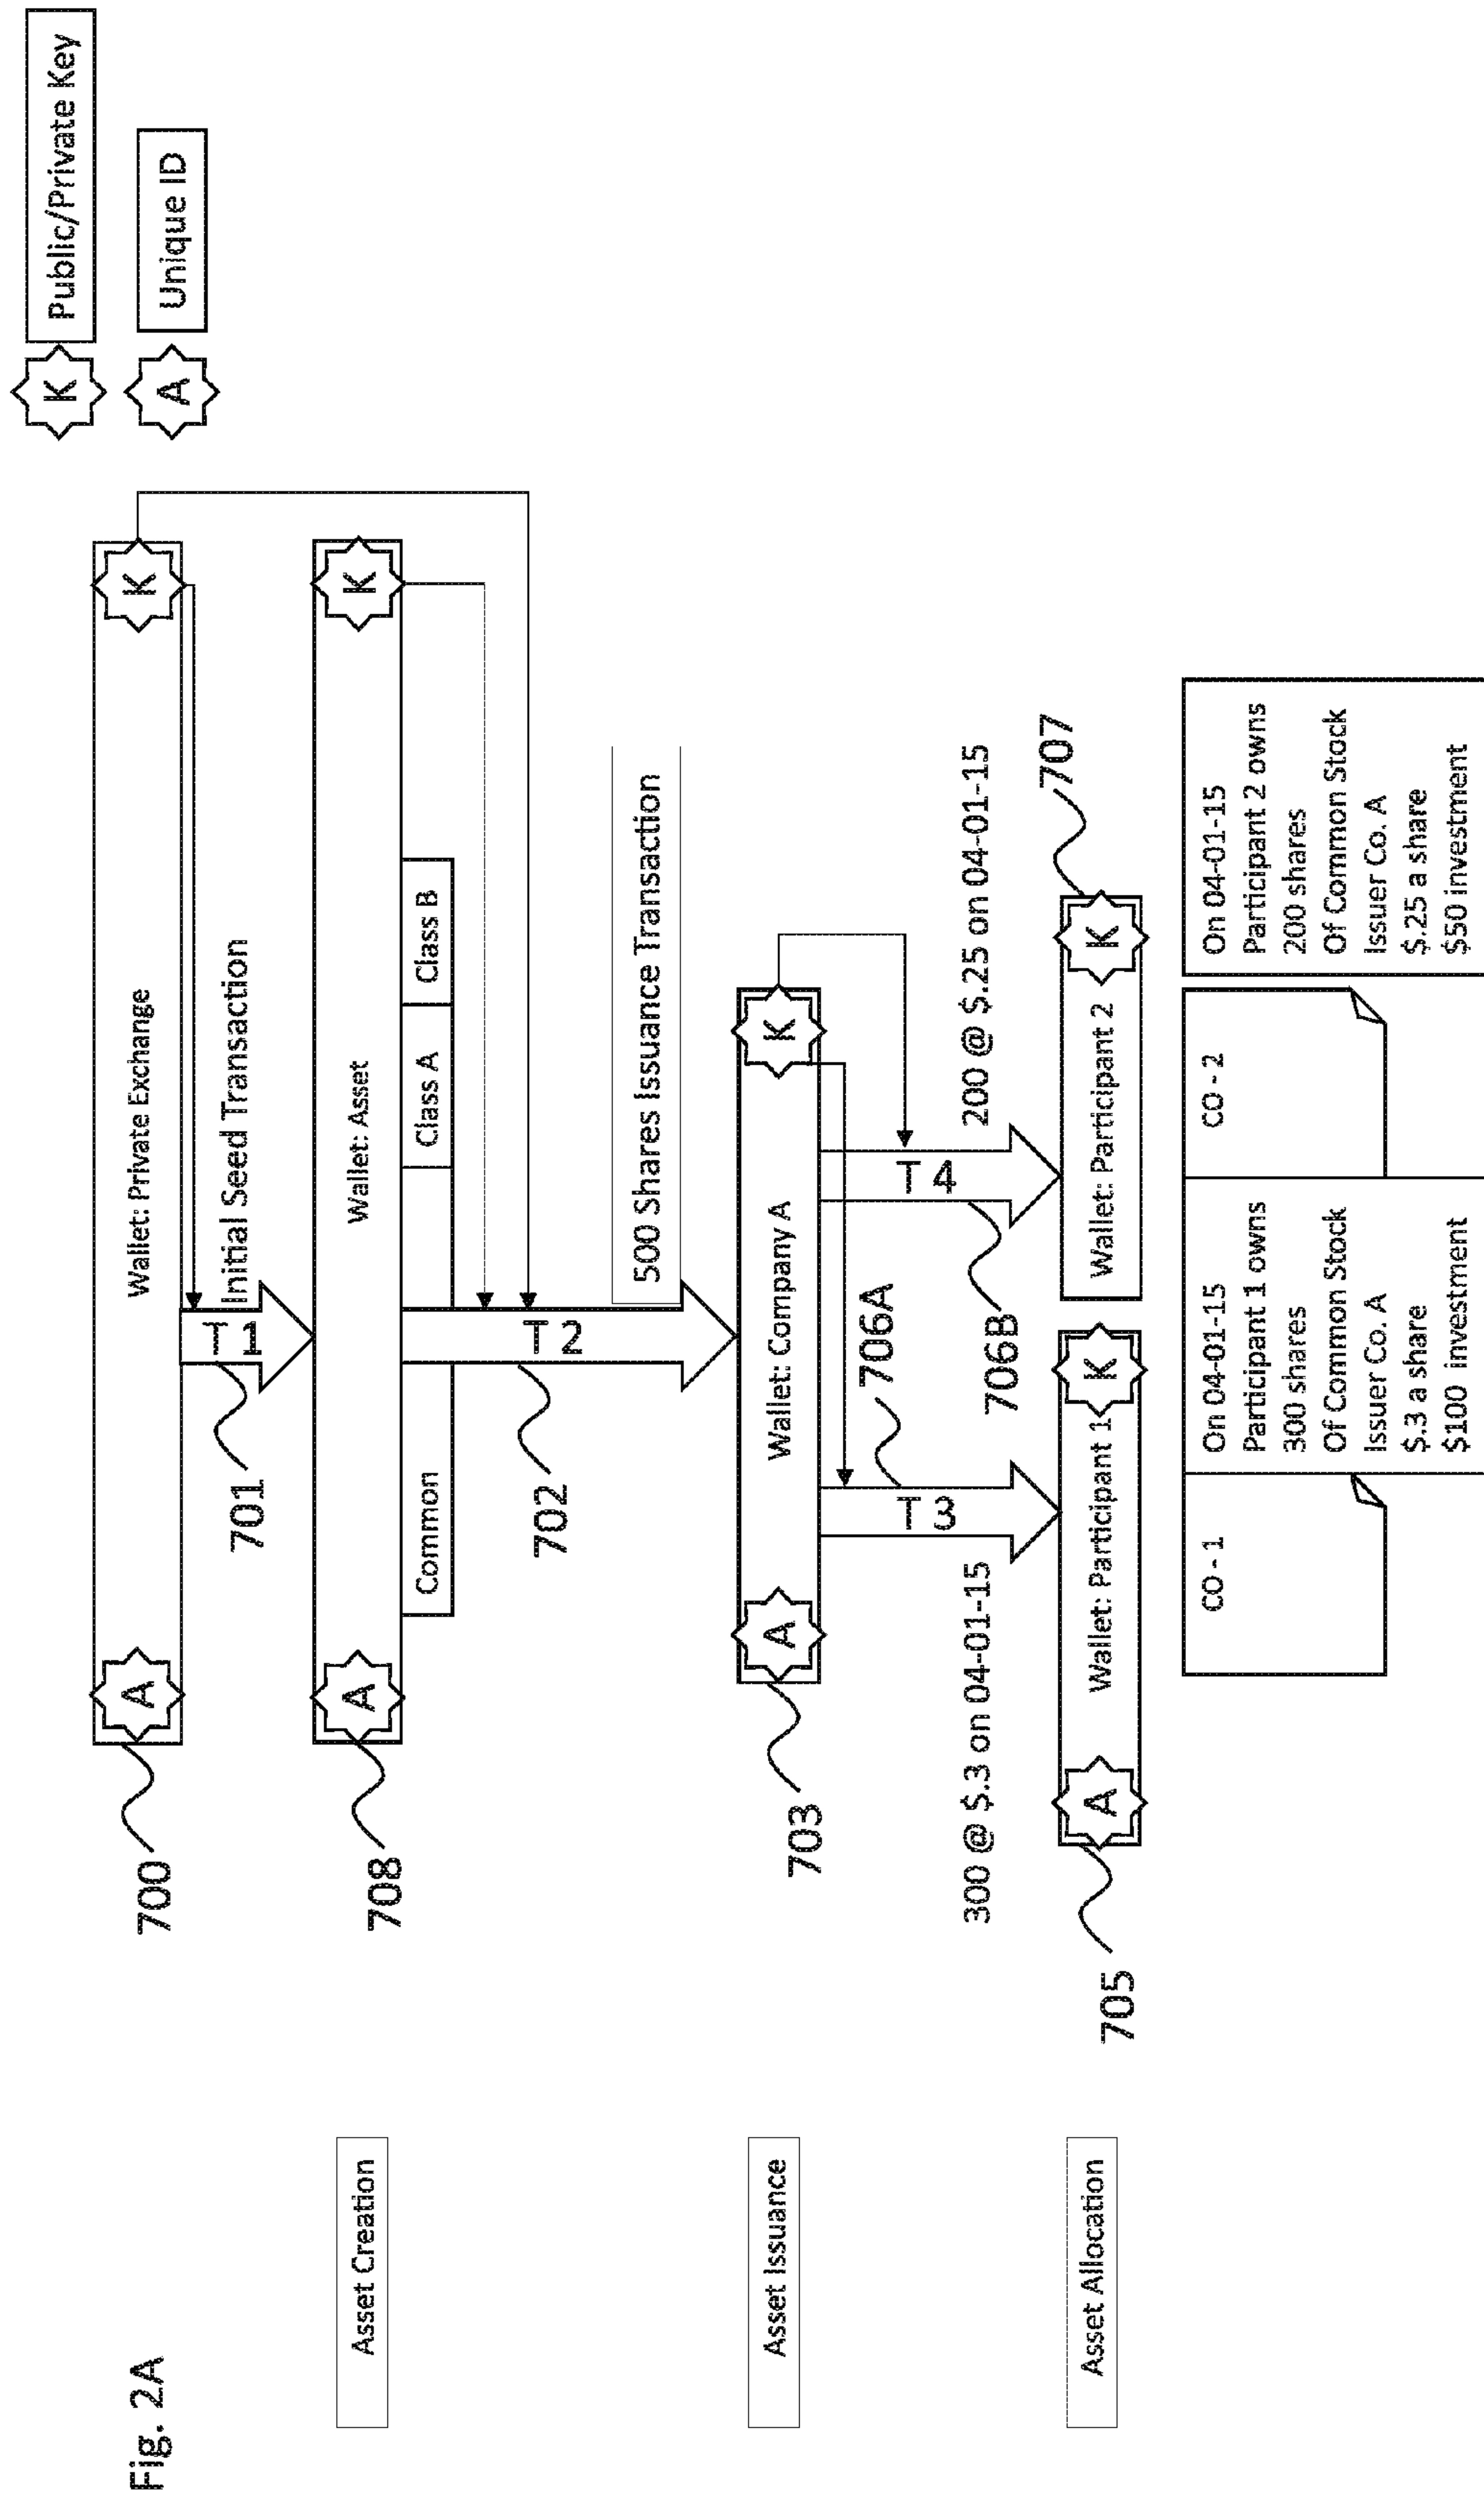 Fig. 2A
K
Public/Private Key
A
Unique ID
700
A
Wallet: Private Exchange
K
701
T 1
Initial Seed Transaction
Asset Creation
708
A
Wallet: Asset
K
Common
Class A
Class B
702
T 2
500 Shares Issuance Transaction
Asset Issuance
703
A
Wallet: Company A
K
706A
300 @ $.3 on 04-01-15
T 3
T 4
200 @ $.25 on 04-01-15
706B
707
Asset Allocation
705
A
Wallet: Participant 1
K
Wallet: Participant 2
K
CO - 1
On 04-01-15
Participant 1 owns
300 shares
Of Common Stock
Issuer Co. A
$.3 a share
$100 investment
CO - 2
On 04-01-15
Participant 2 owns
200 shares
Of Common Stock
Issuer Co. A
$.25 a share
$50 investment